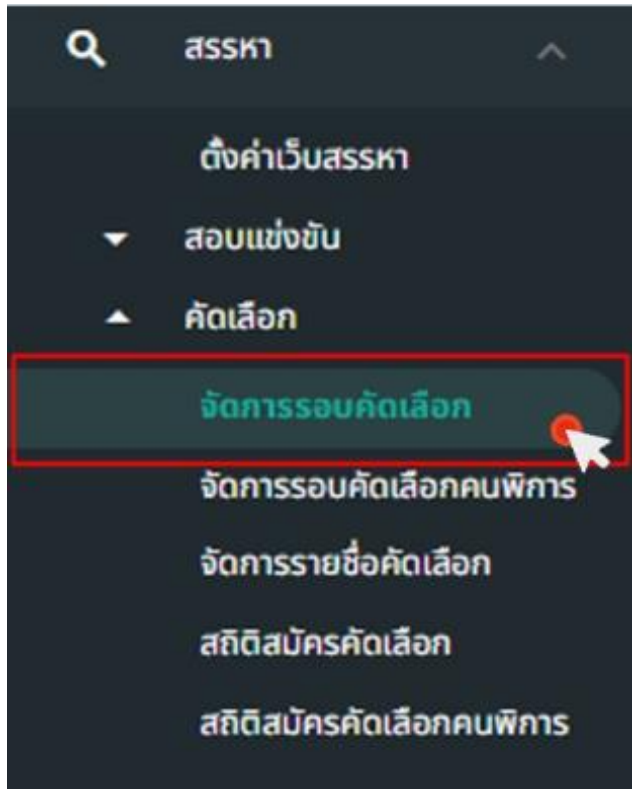 สรรหา
ตั้งค่าเว็บสรรหา
สอบแข่งขัน
คัดเลือก
จัดการรอบคัดเลือก
จัดการรอบคัดเลือกคนพิการ
จัดการรายชื่อคัดเลือก
สถิติสมัครคัดเลือก
สถิติสมัครคัดเลือกคนพิการ